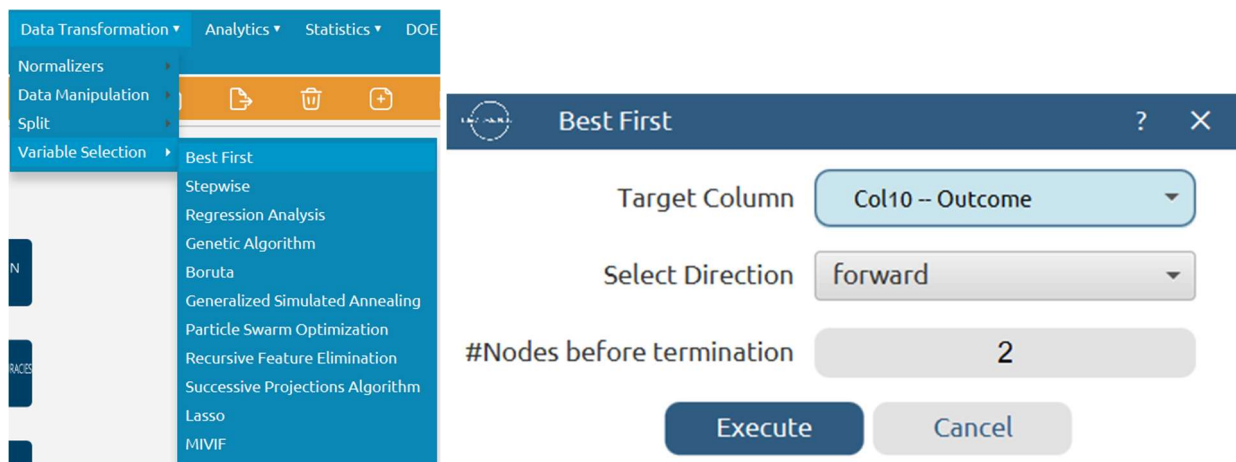 Data Transformation ▾ Analytics ▾ Statistics ▾ DOE
Normalizers
Data Manipulation
Split
Variable Selection
Best First
Stepwise
Regression Analysis
Genetic Algorithm
Boruta
Generalized Simulated Annealing
Particle Swarm Optimization
Recursive Feature Elimination
Successive Projections Algorithm
Lasso
MIVIF
N
RACIES
Best First ? ×
Target Column Col10 -- Outcome
Select Direction forward
#Nodes before termination 2
Execute Cancel